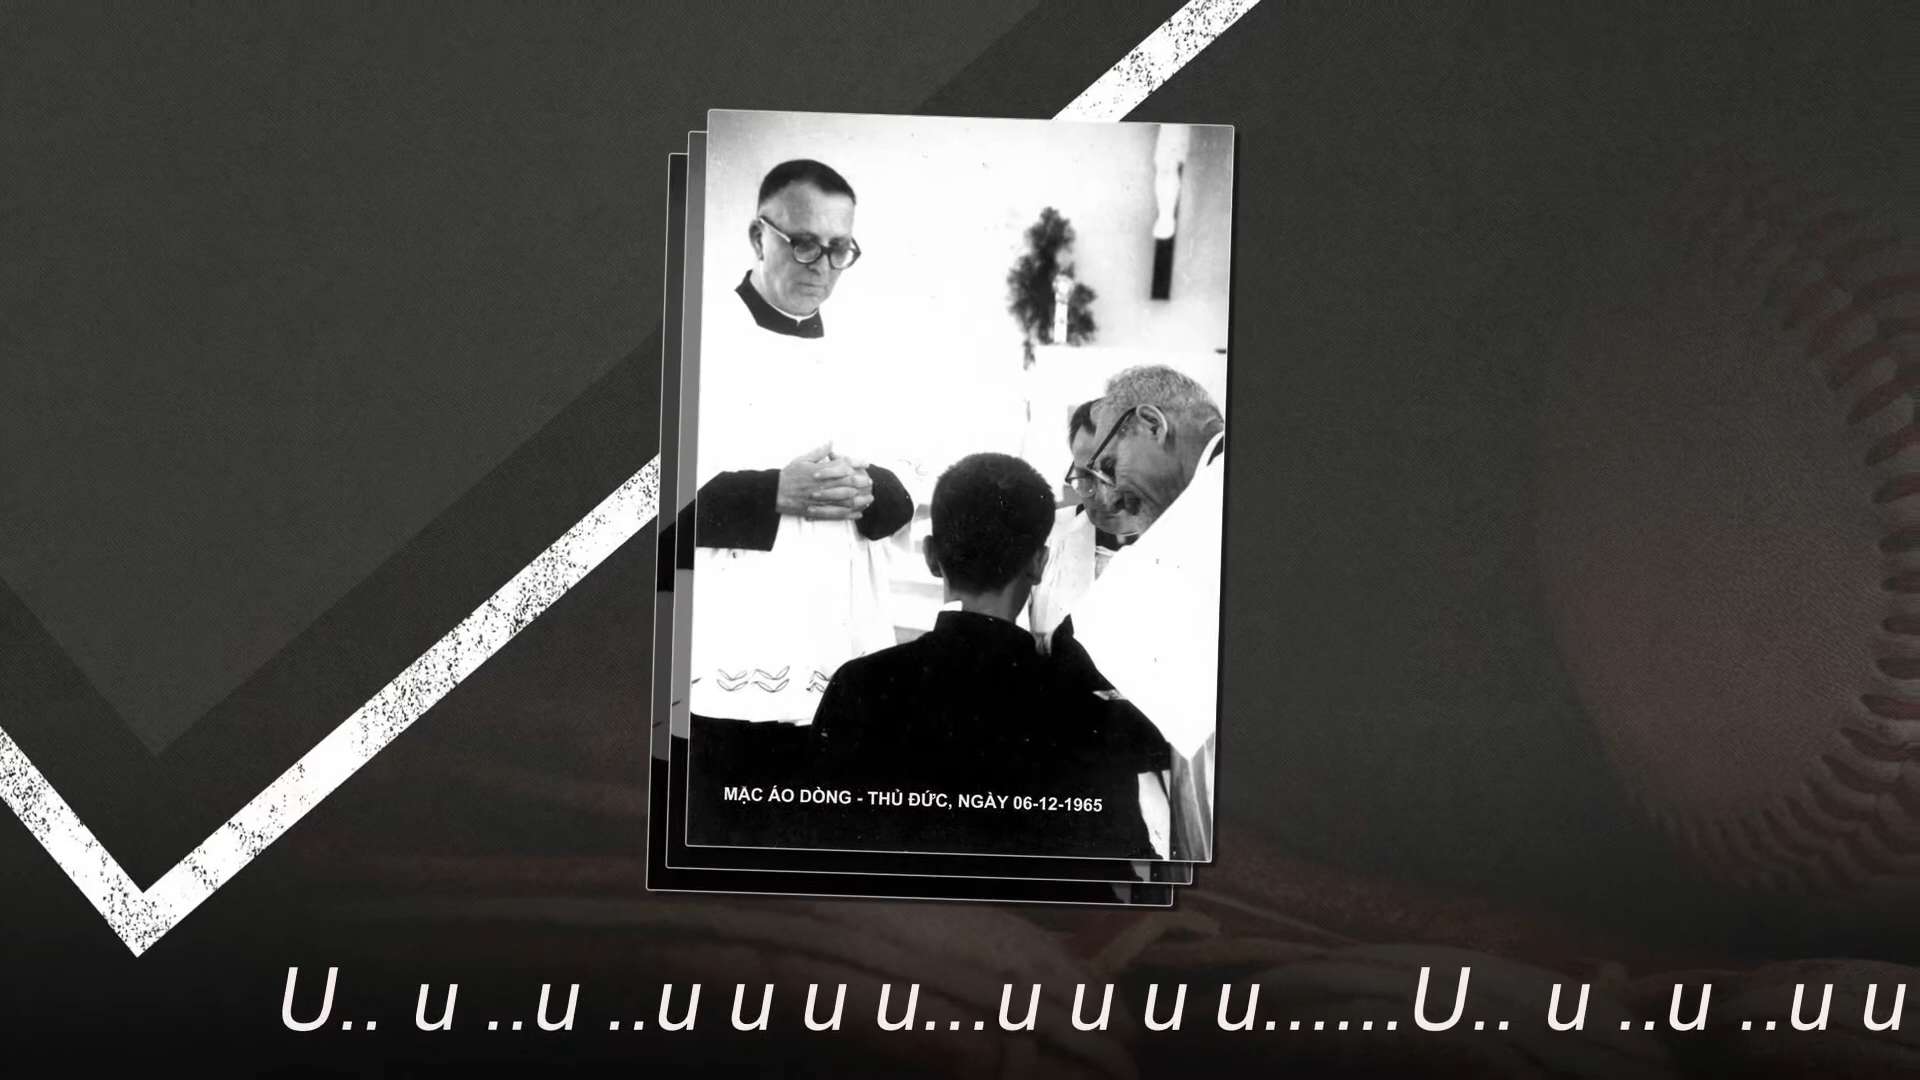 MẶC ÁO DÒNG - THỦ ĐỨC, NGÀY 06-12-1965
U.. u ..u ..u u u u...u u u u......U.. u ..u ..u u